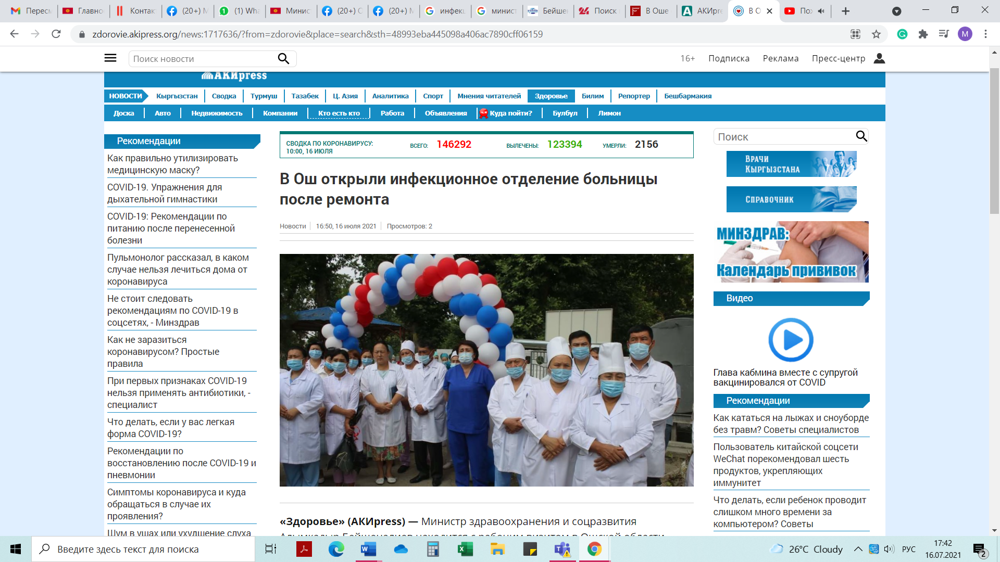 Пересм
Главно
Контак
(20+) М
(1) Wha
Минис
(20+) С
(20+) М
инфекц
минист
Бейшен
Поиск
В Оше
АКИpre
В О
Пох
zdorovie.akipress.org/news:1717636/?from=zdorovie&place=search&sth=48993eba445098a406ac7890cff06159
M
Поиск новости
16+ Подписка Реклама Пресс-центр
АКИpress
НОВОСТИ Кыргызстан Сводка Турмуш Тазабек Ц. Азия Аналитика Спорт Мнения читателей Здоровье Билим Репортер Бешбармакия
Доска Авто Недвижимость Компании Кто есть кто Работа Объявления NEW Куда пойти? Булбул Лимон
Рекомендации
Как правильно утилизировать
медицинскую маску?
COVID-19. Упражнения для
дыхательной гимнастики
COVID-19: Рекомендации по
питанию после перенесенной
болезни
Пульмонолог рассказал, в каком
случае нельзя лечиться дома от
коронавируса
Не стоит следовать
рекомендациям по COVID-19 в
соцсетях, - Минздрав
Как не заразиться
коронавирусом? Простые
правила
При первых признаках COVID-19
нельзя применять антибиотики, -
специалист
Что делать, если у вас легкая
форма COVID-19?
Рекомендации по
восстановлению после COVID-19 и
пневмонии
Симптомы коронавируса и куда
обращаться в случае их
проявления?
Шум в ушах или ухудшение слуха
СВОДКА ПО КОРОНАВИРУСУ:
10:00, 16 ИЮЛЯ
ВСЕГО: 146292 ВЫЛЕЧЕНЫ: 123394 УМЕРЛИ: 2156
В Ош открыли инфекционное отделение больницы
после ремонта
Новости 16:50, 16 июля 2021 Просмотров: 2
«Здоровье» (АКИpress) — Министр здравоохранения и соцразвития
Алымкадыр Бейшеналиев находится с рабочим визитом в Ошской области
Поиск
Врачи
Кыргызстана
Справочник
МИНЗДРАВ:
Календарь прививок
Видео
Глава кабмина вместе с супругой
вакцинировался от COVID
Рекомендации
Как кататься на лыжах и сноуборде
без травм? Советы специалистов
Пользователь китайской соцсети
WeChat порекомендовал шесть
продуктов, укрепляющих
иммунитет
Что делать, если ребенок проводит
слишком много времени за
компьютером? Советы
Введите здесь текст для поиска
26°C Cloudy
РУС
17:42
16.07.2021
2